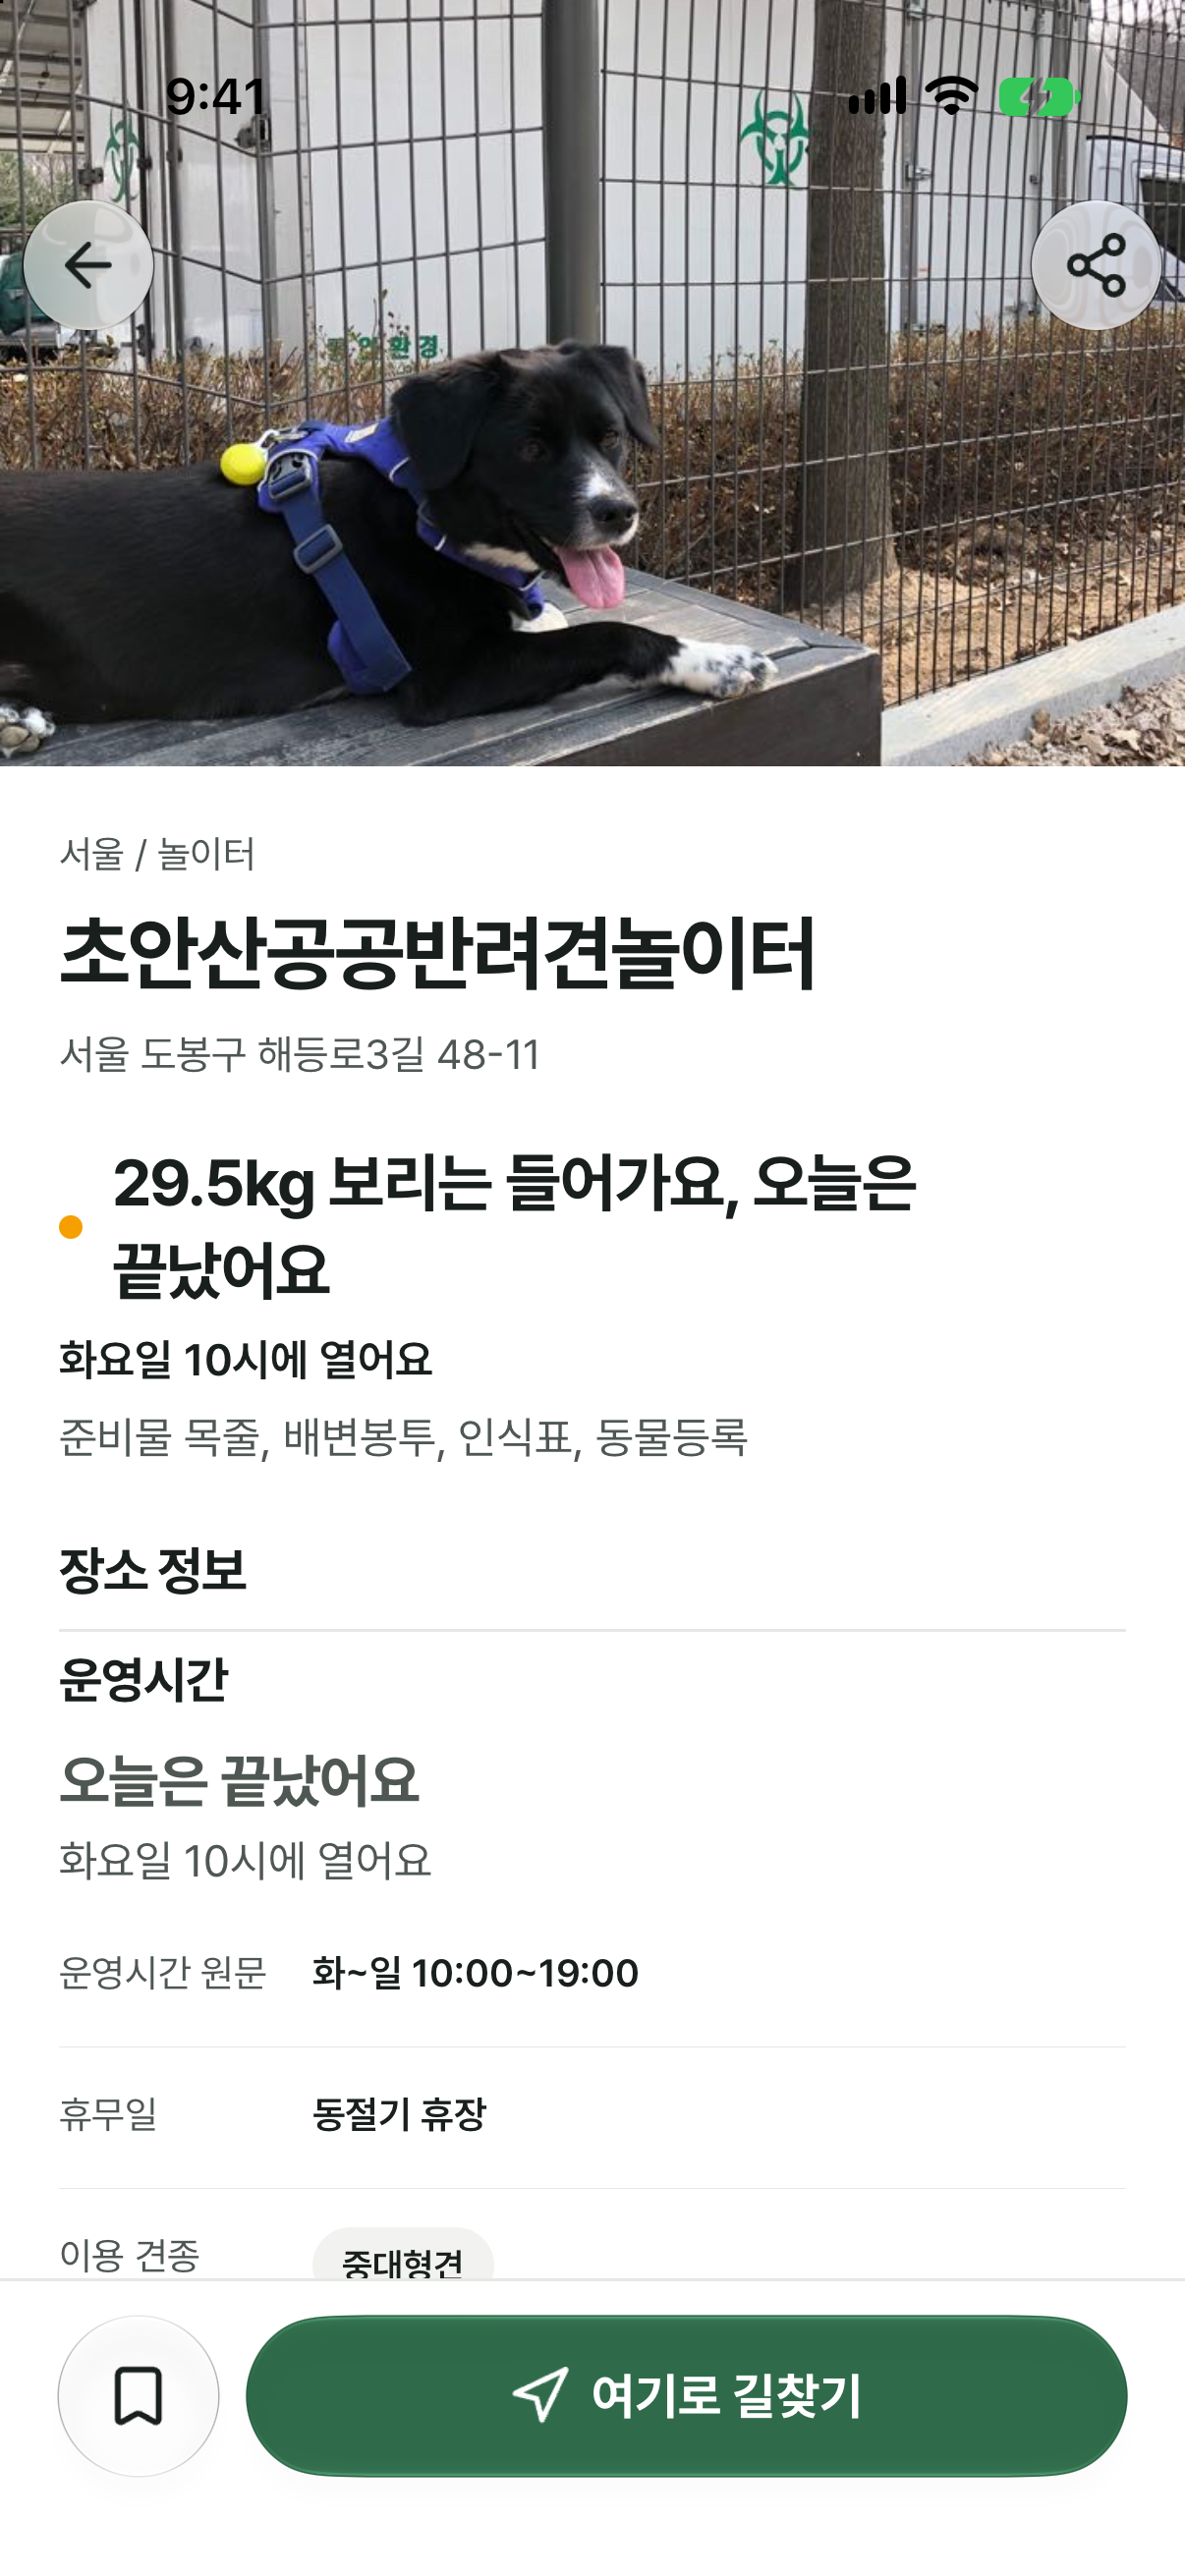 9:41
환경
서울 / 놀이터
초안산공공반려견놀이터
서울 도봉구 해등로3길 48-11
29.5kg 보리는 들어가요, 오늘은
끝났어요
화요일 10시에 열어요
준비물 목줄, 배변봉투, 인식표, 동물등록
장소 정보
운영시간
오늘은 끝났어요
화요일 10시에 열어요
운영시간 원문 화~일 10:00~19:00
휴무일 동절기 휴장
이용 견종 중대형견
여기로 길찾기